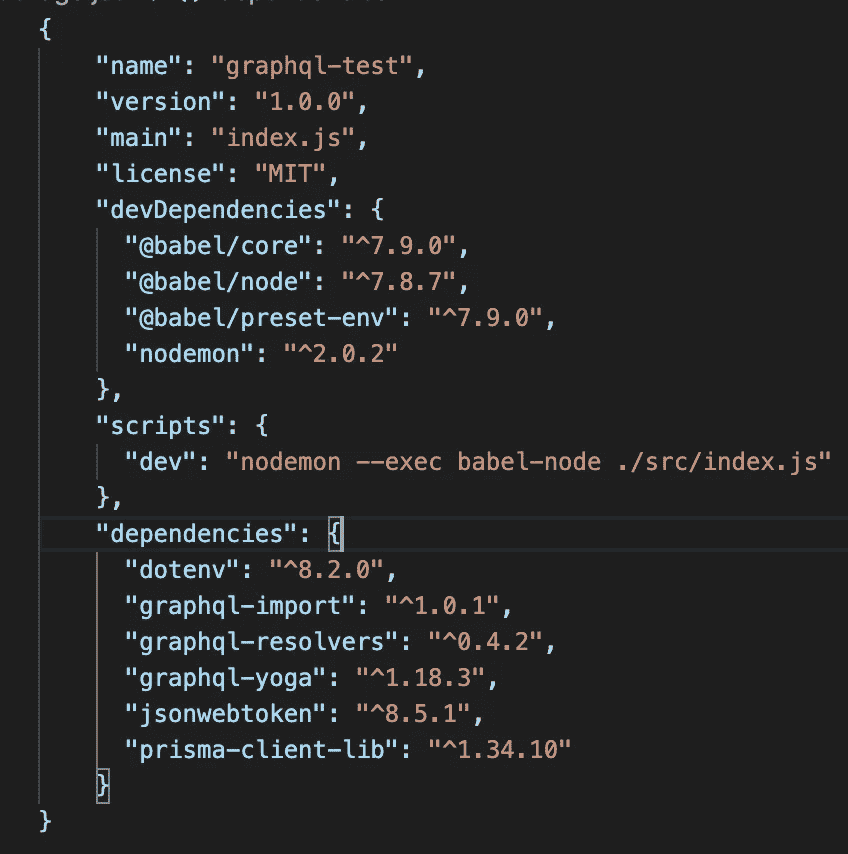 {
"name": "graphql-test",
"version": "1.0.0",
"main": "index.js",
"license": "MIT",
"devDependencies": {
"@babel/core": "^7.9.0",
"@babel/node": "^7.8.7",
"@babel/preset-env": "^7.9.0",
"nodemon": "^2.0.2"
},
"scripts": {
"dev": "nodemon --exec babel-node ./src/index.js"
},
"dependencies": {
"dotenv": "^8.2.0",
"graphql-import": "^1.0.1",
"graphql-resolvers": "^0.4.2",
"graphql-yoga": "^1.18.3",
"jsonwebtoken": "^8.5.1",
"prisma-client-lib": "^1.34.10"
}
}